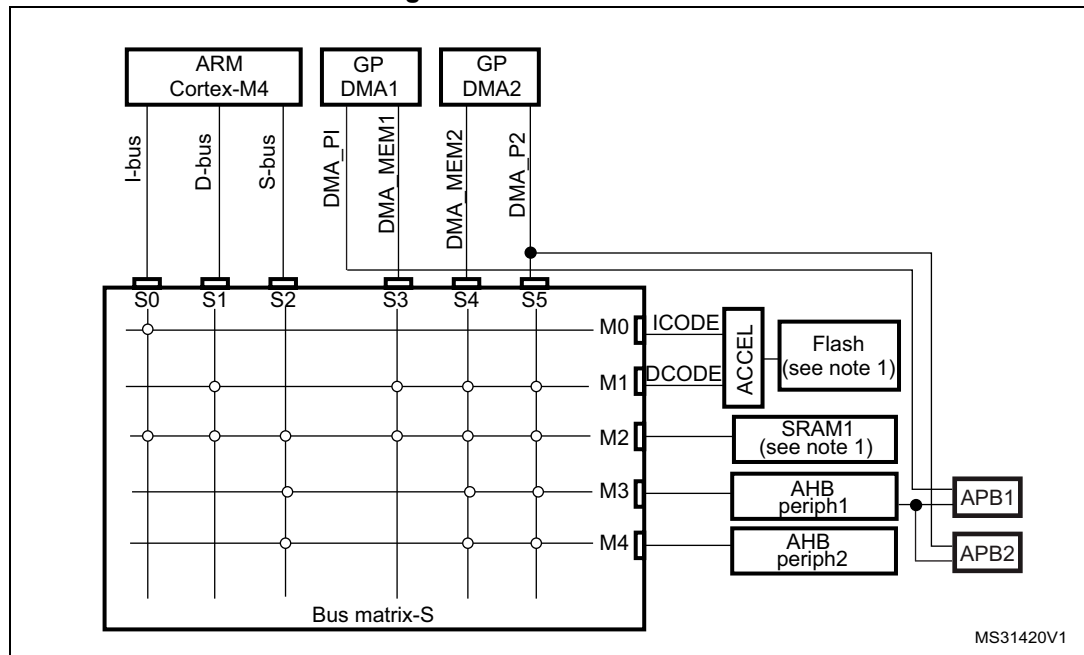 ARM
Cortex-M4
GP
DMA1
GP
DMA2
I-bus
D-bus
S-bus
DMA_PI
DMA_MEM1
DMA_MEM2
DMA_P2
S0
S1
S2
S3
S4
S5
M0
ICODE
M1
DCODE
ACCEL
Flash
(see note 1)
M2
SRAM1
(see note 1)
M3
AHB
periph1
APB1
M4
AHB
periph2
APB2
Bus matrix-S
MS31420V1